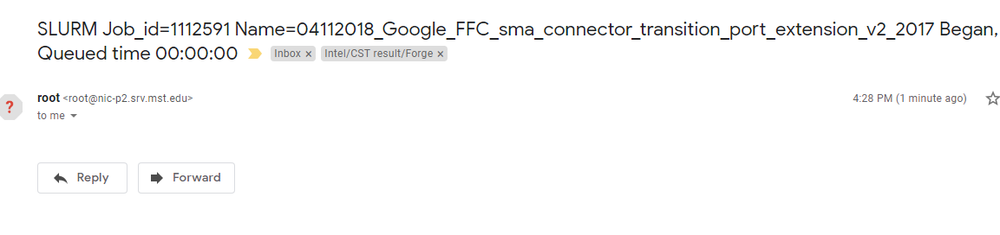 SLURM Job_id=1112591 Name=04112018_Google_FFC_sma_connector_transition_port_extension_v2_2017 Began,
Queued time 00:00:00 Inbox x Intel/CST result/Forge x
? root <root@nic-p2.srv.mst.edu> 4:28 PM (1 minute ago)
to me
Reply Forward